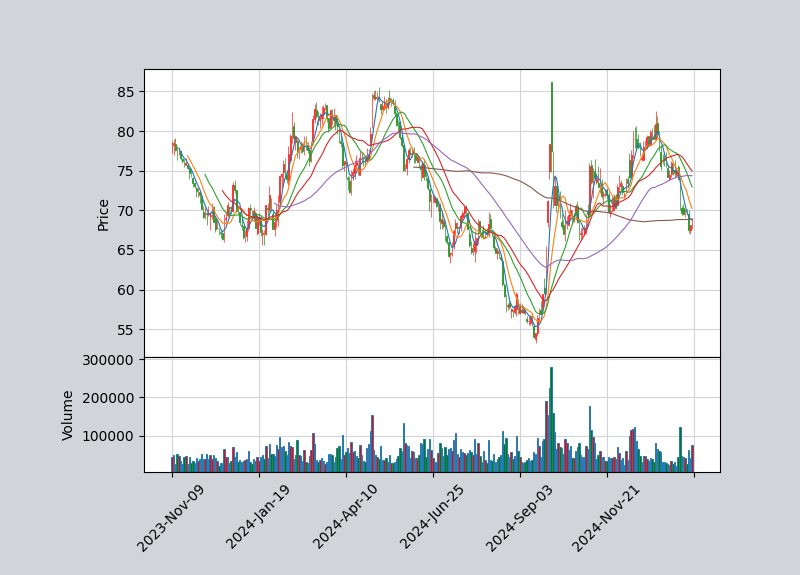 85
80
75
70
65
60
55
Price
300000
200000
100000
Volume
2023-Nov-09
2024-Jan-19
2024-Apr-10
2024-Jun-25
2024-Sep-03
2024-Nov-21